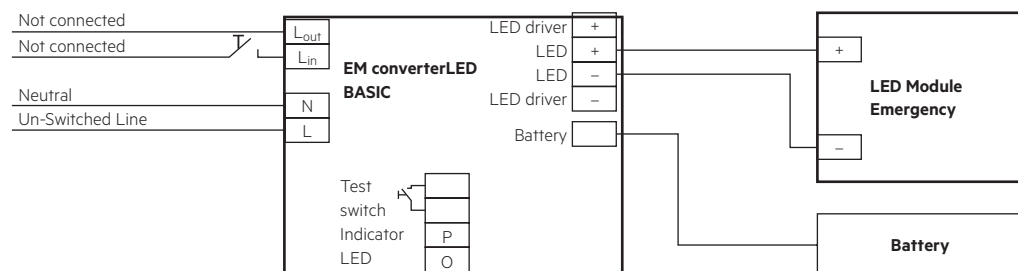 Not connected
Not connected
Neutral
Un-Switched Line
Lout
Lin
N
L
EM converterLED
BASIC
LED driver +
LED +
LED –
LED driver –
Battery
Test
switch
Indicator P
LED O
+
–
LED Module
Emergency
Battery